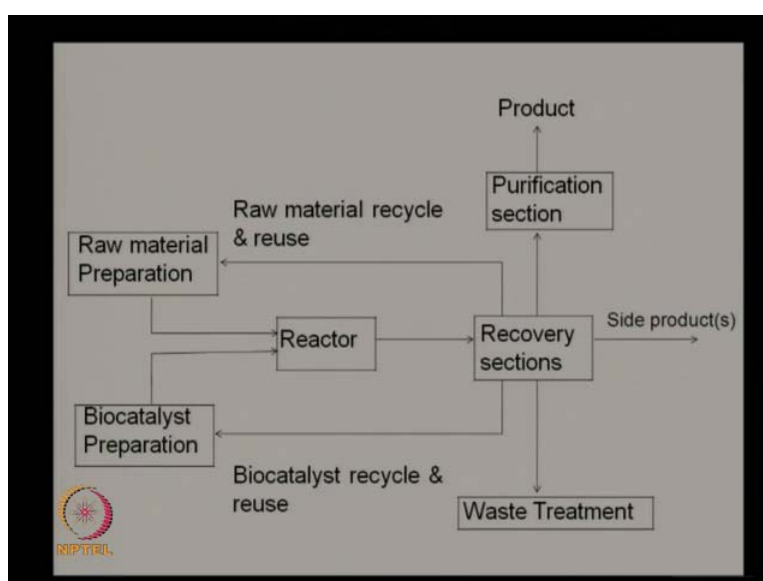 Product
Purification
section
Raw material recycle
& reuse
Raw material
Preparation
Side product(s)
Reactor
Recovery
sections
Biocatalyst
Preparation
Biocatalyst recycle &
reuse
Waste Treatment
NPTEL